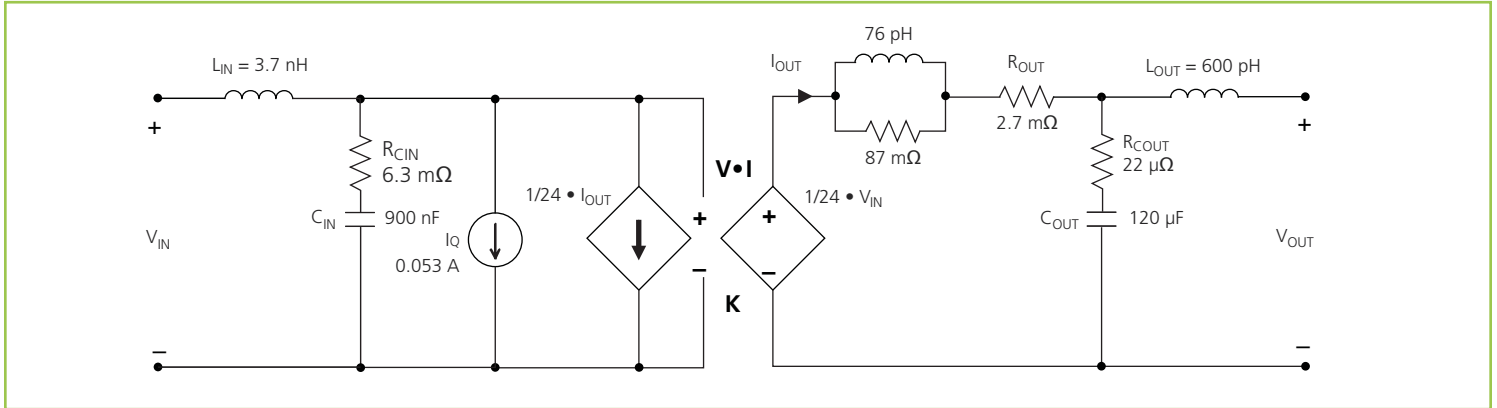 L_IN = 3.7 nH
+
R_CIN
6.3 mΩ
C_IN
900 nF
V_IN
I_Q
0.053 A
1/24 • I_OUT
V•I
+
−
K
1/24 • V_IN
+
−
I_OUT
76 pH
87 mΩ
R_OUT
2.7 mΩ
L_OUT = 600 pH
+
R_COUT
22 µΩ
C_OUT
120 µF
V_OUT
−
−